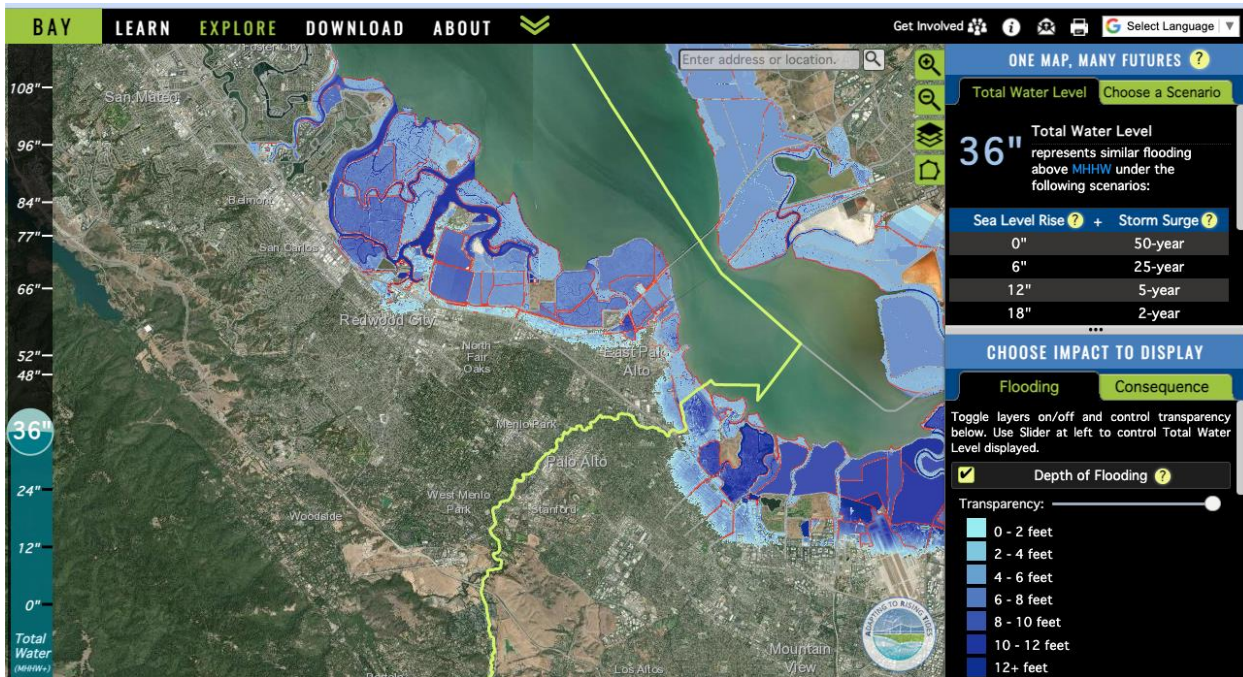 BAY LEARN EXPLORE DOWNLOAD ABOUT
Get Involved
i
Select Language ▼
Foster City
San Mateo
Belmont
San Carlos
Redwood City
North
Fair
Oaks
East Palo
Alto
Menlo Park
Palo Alto
West Menlo
Park
Stanford
Woodside
Mountain
View
Los Altos
Portola
Enter address or location.
108"
96"
84"
77"
66"
52"
48"
36"
24"
12"
0"
Total
Water
(MHHW+)
ADAPTING TO RISING TIDES
ONE MAP, MANY FUTURES ?
Total Water Level
Choose a Scenario
36"
Total Water Level
represents similar flooding
above MHHW under the
following scenarios:
Sea Level Rise ? + Storm Surge ?
0" 50-year
6" 25-year
12" 5-year
18" 2-year
CHOOSE IMPACT TO DISPLAY
Flooding
Consequence
Toggle layers on/off and control transparency
below. Use Slider at left to control Total Water
Level displayed.
Depth of Flooding ?
Transparency:
0 - 2 feet
2 - 4 feet
4 - 6 feet
6 - 8 feet
8 - 10 feet
10 - 12 feet
12+ feet